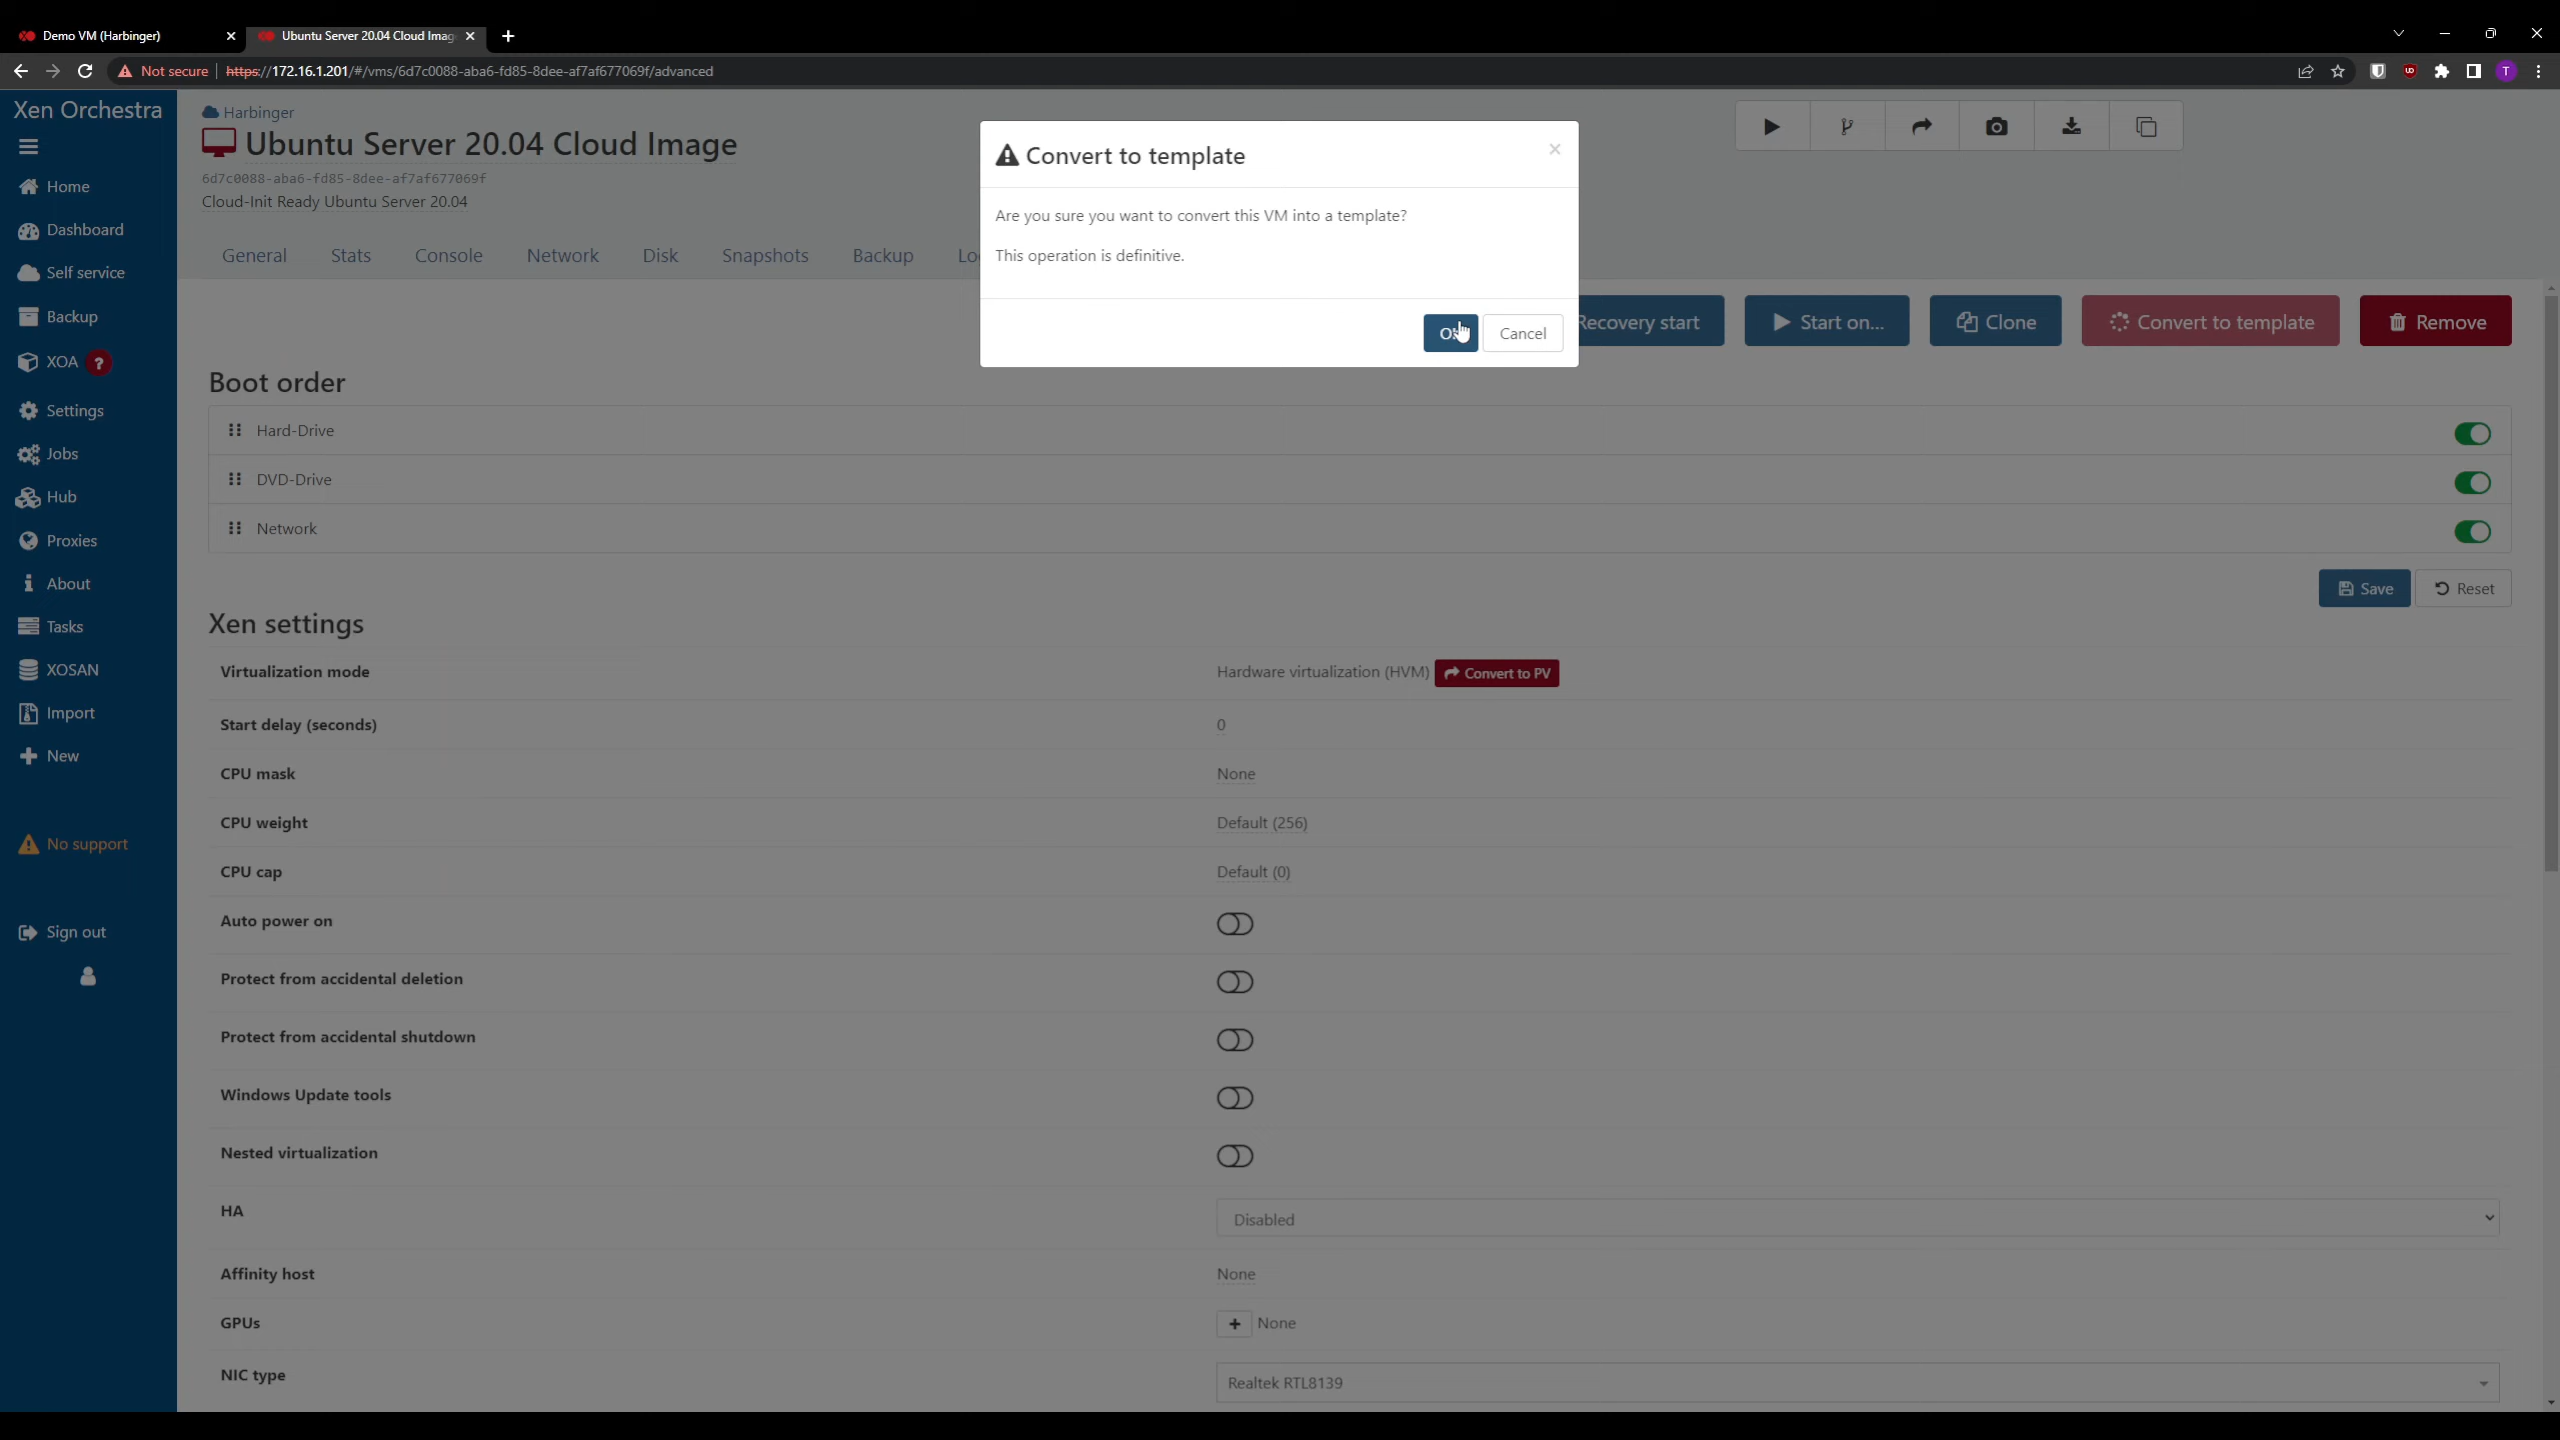 Demo VM (Harbinger)
Ubuntu Server 20.04 Cloud Imag
Not secure
https://172.16.1.201/#/vms/6d7c0088-aba6-fd85-8dee-af7af677069f/advanced
T
Xen Orchestra
Home
Dashboard
Self service
Backup
XOA ?
Settings
Jobs
Hub
Proxies
About
Tasks
XOSAN
Import
New
No support
Sign out
Harbinger
Ubuntu Server 20.04 Cloud Image
6d7c0088-aba6-fd85-8dee-af7af677069f
Cloud-Init Ready Ubuntu Server 20.04
General Stats Console Network Disk Snapshots Backup
Convert to template
×
Are you sure you want to convert this VM into a template?
This operation is definitive.
Cancel
Recovery start
Start on...
Clone
Convert to template
Remove
Boot order
Hard-Drive
DVD-Drive
Network
Save
Reset
Xen settings
Virtualization mode
Hardware virtualization (HVM)
Convert to PV
Start delay (seconds)
0
CPU mask
None
CPU weight
Default (256)
CPU cap
Default (0)
Auto power on
Protect from accidental deletion
Protect from accidental shutdown
Windows Update tools
Nested virtualization
HA
Disabled
Affinity host
None
GPUs
+ None
NIC type
Realtek RTL8139